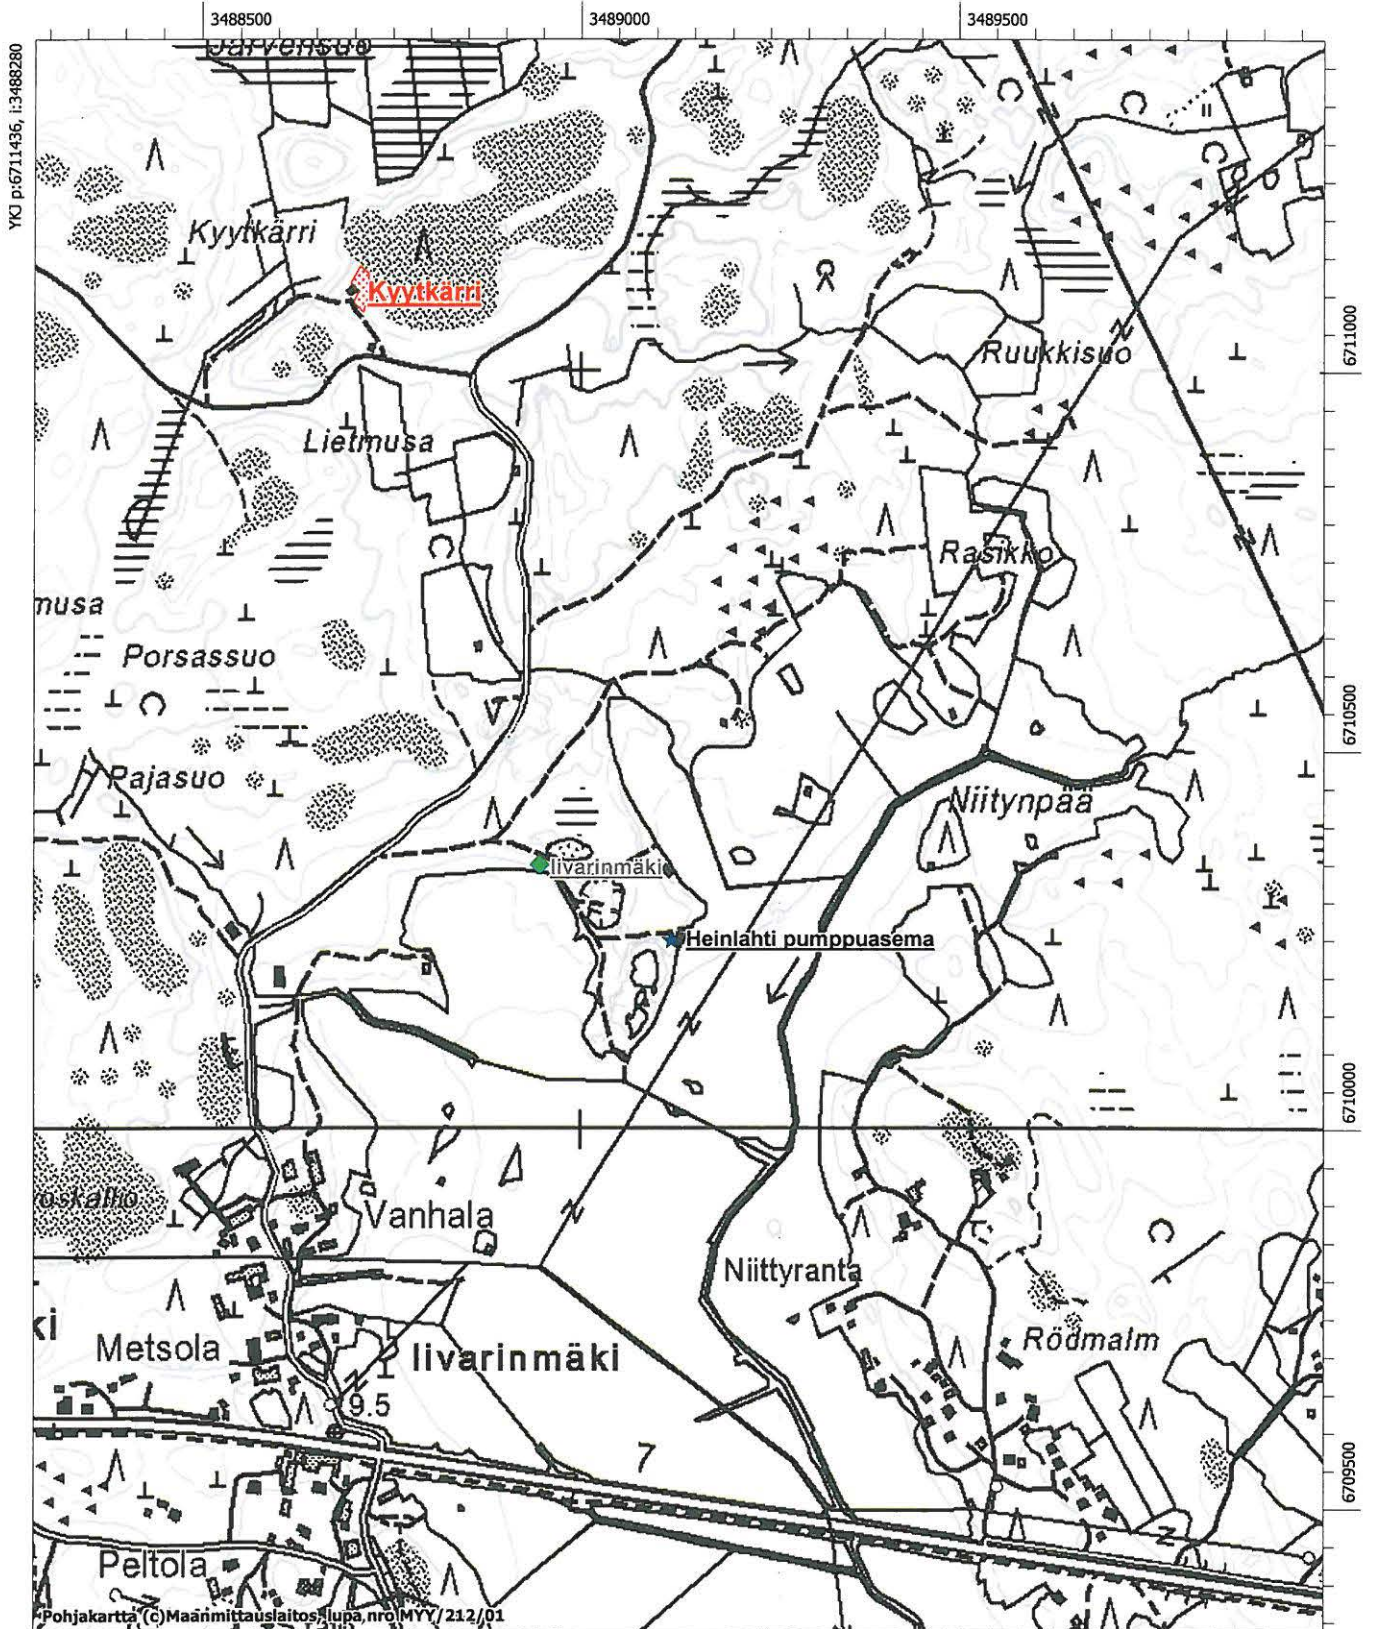 3488500
3489000
3489500
YKJ p:6711436, i:3488280
Järvensuo
Kyytkärri
Kyytkärri
6711000
Ruukkisuo
Lietmusa
Rasikko
musa
Porsassuo
6710500
Pajasuo
Niitynpää
Iivarinmäki
Heinlahti pumppuasema
6710000
Vanhala
Niittyranta
ki
Metsola
Iivarinmäki
Rödmalm
9.5
7
6709500
Peltola
Pohjakartta (c)Maanmittauslaitos, lupa nro MYY/212/01